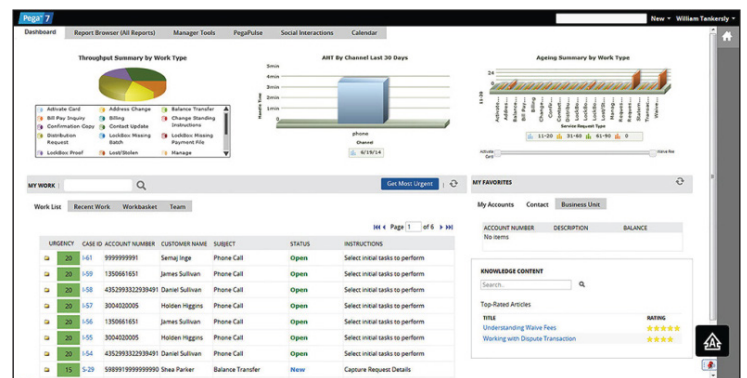 Pega 7
New
William Tankersly
Dashboard
Report Browser (All Reports)
Manager Tools
PegaPulse
Social Interactions
Calendar
Throughput Summary by Work Type
Activate Card
Address Change
Balance Transfer
Bill Pay Inquiry
Billing
Change Standing Instructions
Confirmation Copy
Contact Update
Distribution Request
Lockbox Missing Batch
Lockbox Missing Payment File
Lockbox Proof
Lost/Stolen
Manage
AHT By Channel Last 30 Days
Handle Time
5min
4min
3min
2min
1min
0
phone
Channel
6/19/14
Ageing Summary by Work Type
24
11-30
Service Request Type
11-20
31-60
61-90
0
Activate Card
Waive Fee
MY WORK
Get Most Urgent
Work List
Recent Work
Workbasket
Team
Page 1 of 6
URGENCY CASE ID ACCOUNT NUMBER CUSTOMER NAME SUBJECT STATUS INSTRUCTIONS
20 I-61 9999999991 Semaj Inge Phone Call Open Select initial tasks to perform
20 I-59 1350661651 James Sullivan Phone Call Open Select initial tasks to perform
20 I-58 4352993322939491 Daniel Sullivan Phone Call Open Select initial tasks to perform
20 I-57 3004020005 Holden Higgins Phone Call Open Select initial tasks to perform
20 I-56 1350661651 James Sullivan Phone Call Open Select initial tasks to perform
20 I-55 3004020005 Holden Higgins Phone Call Open Select initial tasks to perform
20 I-54 4352993322939491 Daniel Sullivan Phone Call Open Select initial tasks to perform
15 S-29 Shea Parker Balance Transfer New Capture Request Details
MY FAVORITES
My Accounts
Contact
Business Unit
ACCOUNT NUMBER DESCRIPTION BALANCE
No items
KNOWLEDGE CONTENT
Search..
Top-Rated Articles
TITLE RATING
Understanding Waive Fees
Working with Dispute Transaction